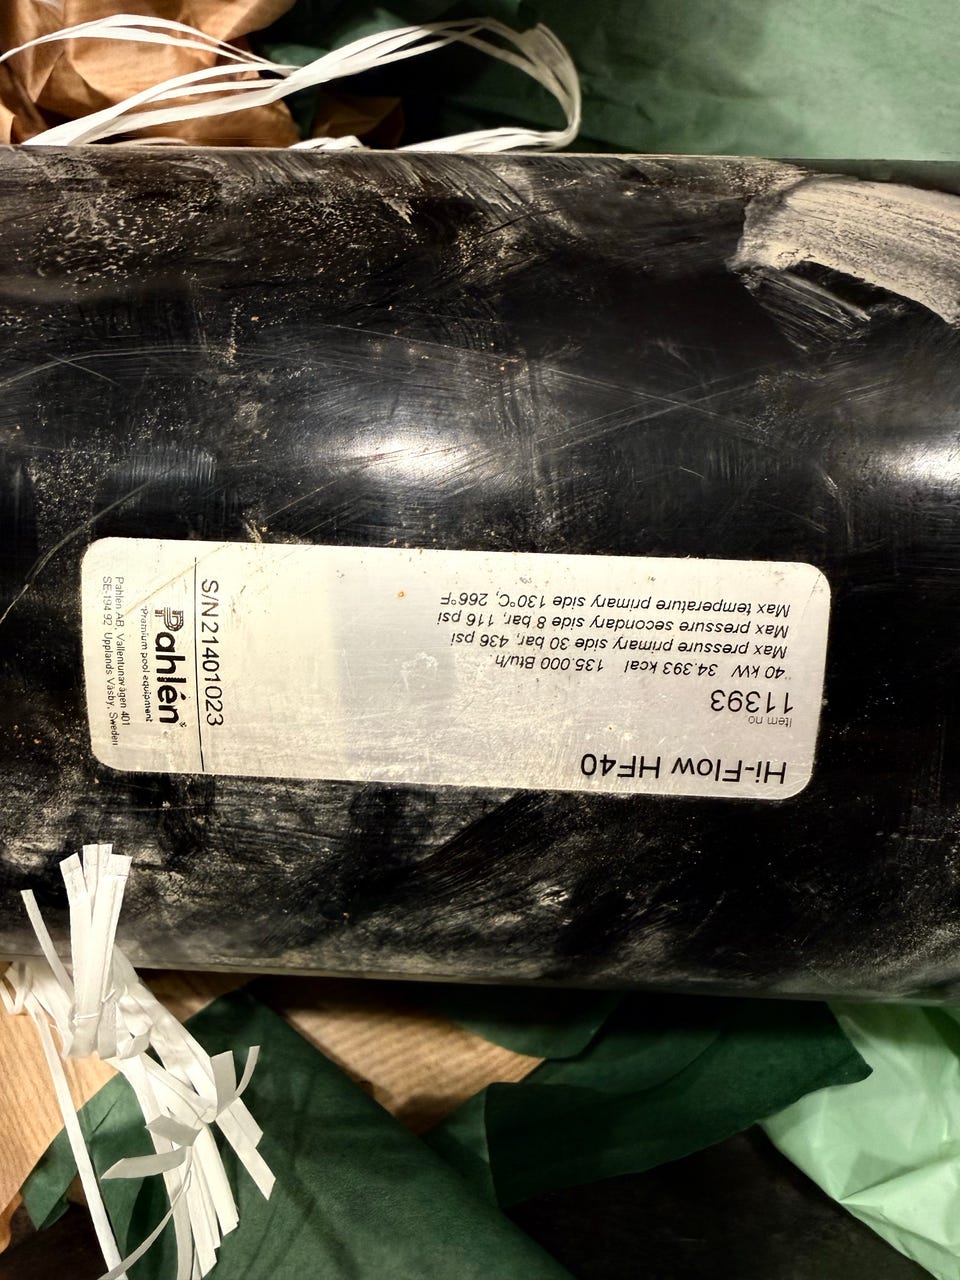 Hi-Flow HF40
Item no
11393
40 kW 34.393 kcal 135.000 Btu/h
Max pressure primary side 30 bar, 436 psi
Max pressure secondary side 8 bar, 116 psi
Max temperature primary side 130°C, 266°F
S/N21401023
Pahlén®
Premium pool equipment
Pahlén AB, Vallentunavägen 401
SE-194 92 Upplands Väsby, Sweden